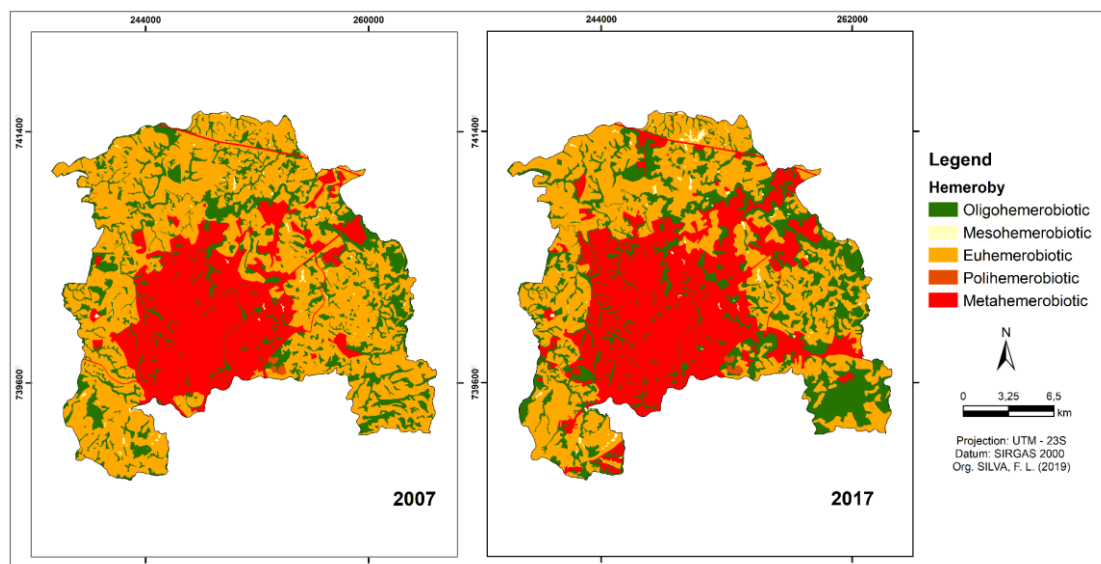 244000
260000
244000
262000
741400
741400
739600
739600
2007
2017
Legend
Hemeroby
Oligohemerobiotic
Mesohemerobiotic
Euhemerobiotic
Polihemerobiotic
Metahemerobiotic
N
0 3,25 6,5
km
Projection: UTM - 23S
Datum: SIRGAS 2000
Org. SILVA, F. L. (2019)